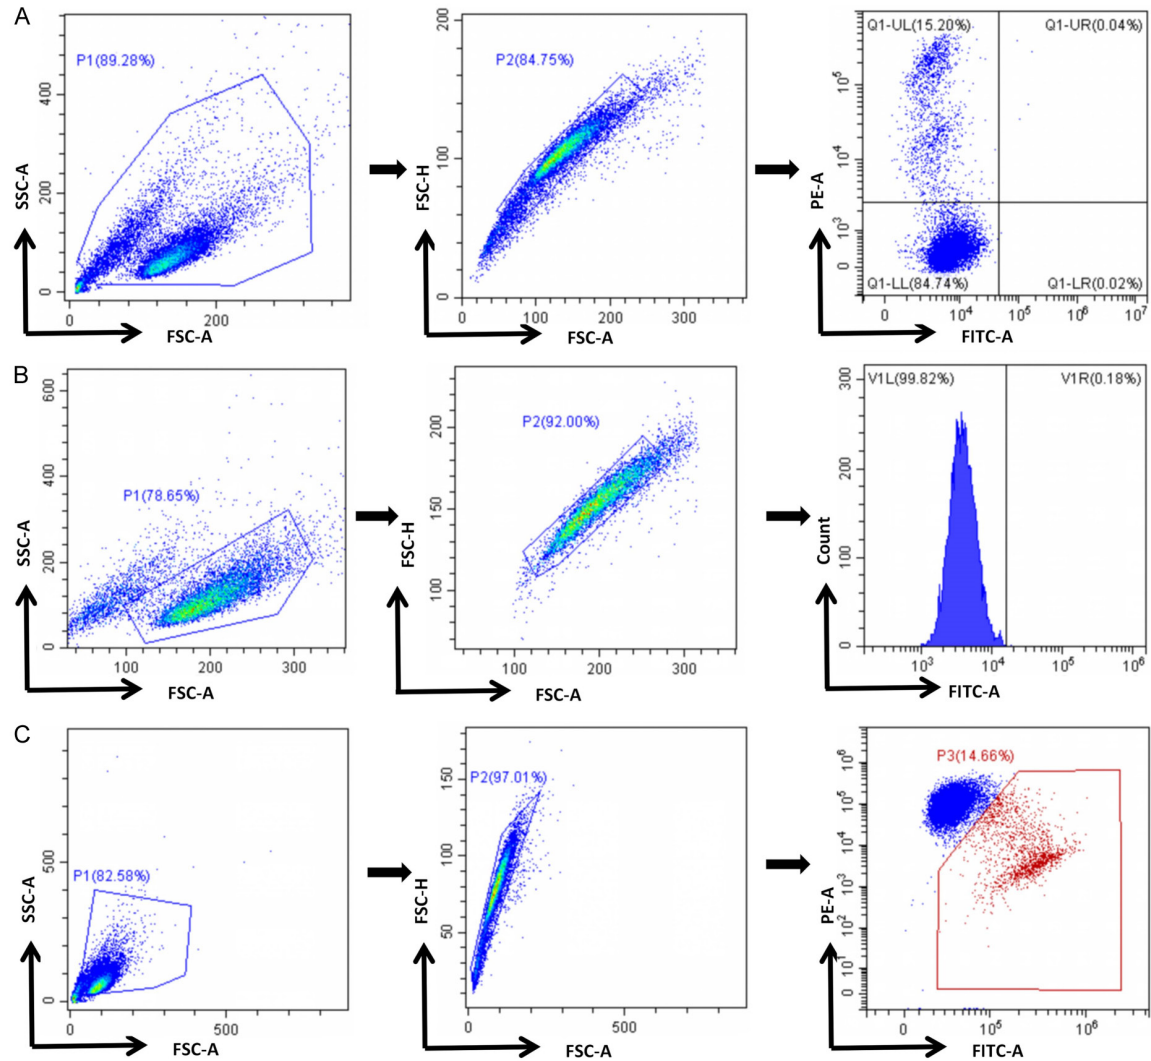 A
P1(89.28%)
400
200
0
0
200
SSC-A
FSC-A
P2(84.75%)
200
100
0
0
100
200
300
FSC-H
FSC-A
Q1-UL(15.20%)
Q1-UR(0.04%)
10^5
10^4
10^3
0
Q1-LL(84.74%)
Q1-LR(0.02%)
0
10^4
10^5
10^6
10^7
PE-A
FITC-A
B
P1(78.65%)
600
400
200
0
100
200
300
SSC-A
FSC-A
P2(92.00%)
200
150
100
100
200
300
FSC-H
FSC-A
V1L(99.82%)
V1R(0.18%)
300
200
100
0
10^3
10^4
10^5
10^6
Count
FITC-A
C
P1(82.58%)
500
0
0
500
SSC-A
FSC-A
P2(97.01%)
150
100
50
0
500
FSC-H
FSC-A
P3(14.66%)
10^6
10^5
10^4
10^3
10^2
10^1
0
0
10^5
10^6
PE-A
FITC-A